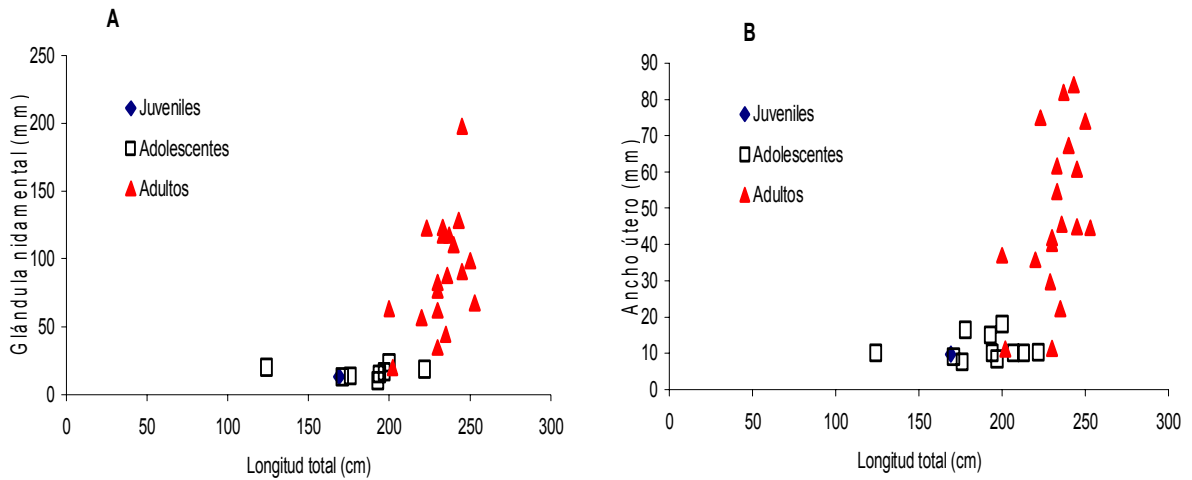 A
250
200
150
100
50
0
Glándula nidamental (mm)
Juveniles
Adolescentes
Adultos
0 50 100 150 200 250 300
Longitud total (cm)
B
90
80
70
60
50
40
30
20
10
0
Ancho útero (mm)
Juveniles
Adolescentes
Adultos
0 50 100 150 200 250 300
Longitud total (cm)